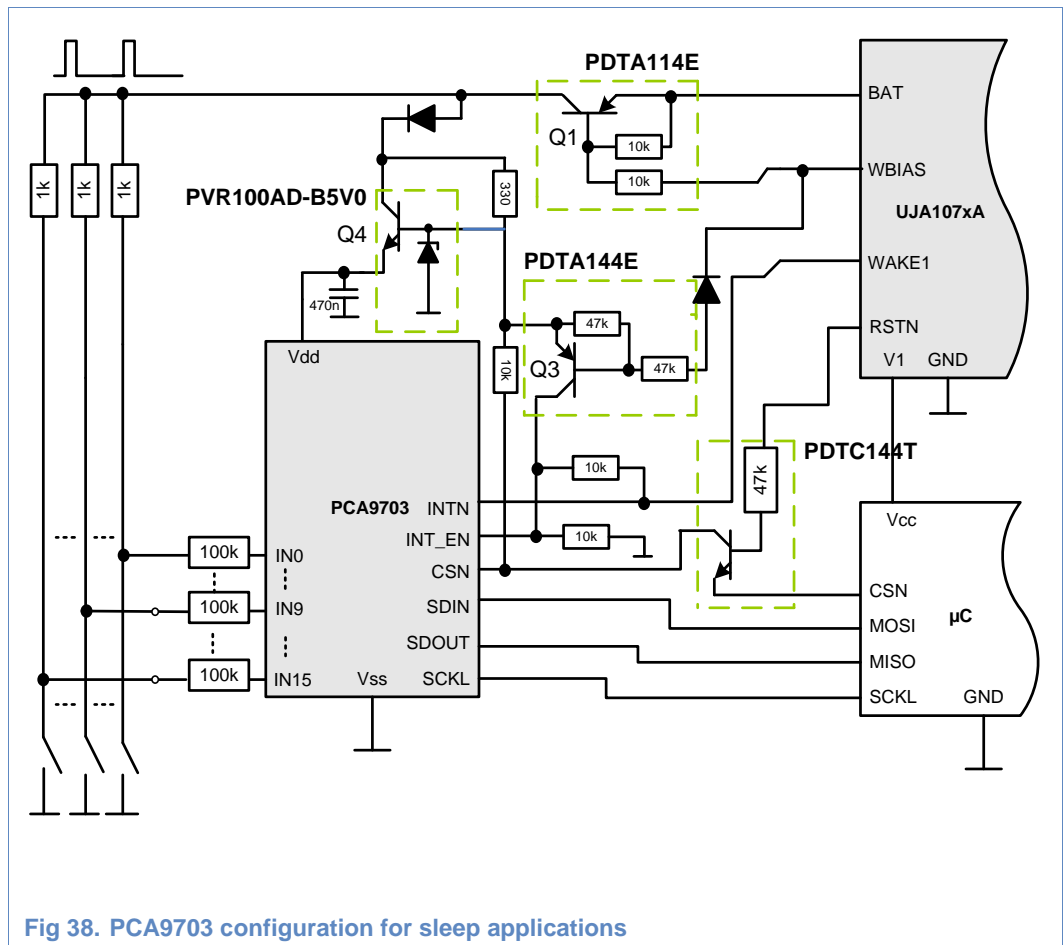 PDTA114E
BAT
Q1
10k
10k
WBIAS
1k
1k
1k
PVR100AD-B5V0
330
UJA107xA
Q4
PDTA144E
WAKE1
470n
47k
RSTN
Vdd
10k
Q3
47k
V1
GND
PDTC144T
47k
10k
PCA9703
INTN
Vcc
INT_EN
10k
100k
IN0
CSN
CSN
100k
IN9
SDIN
µC
MOSI
SDOUT
MISO
100k
IN15
Vss
SCKL
SCKL
GND
Fig 38. PCA9703 configuration for sleep applications